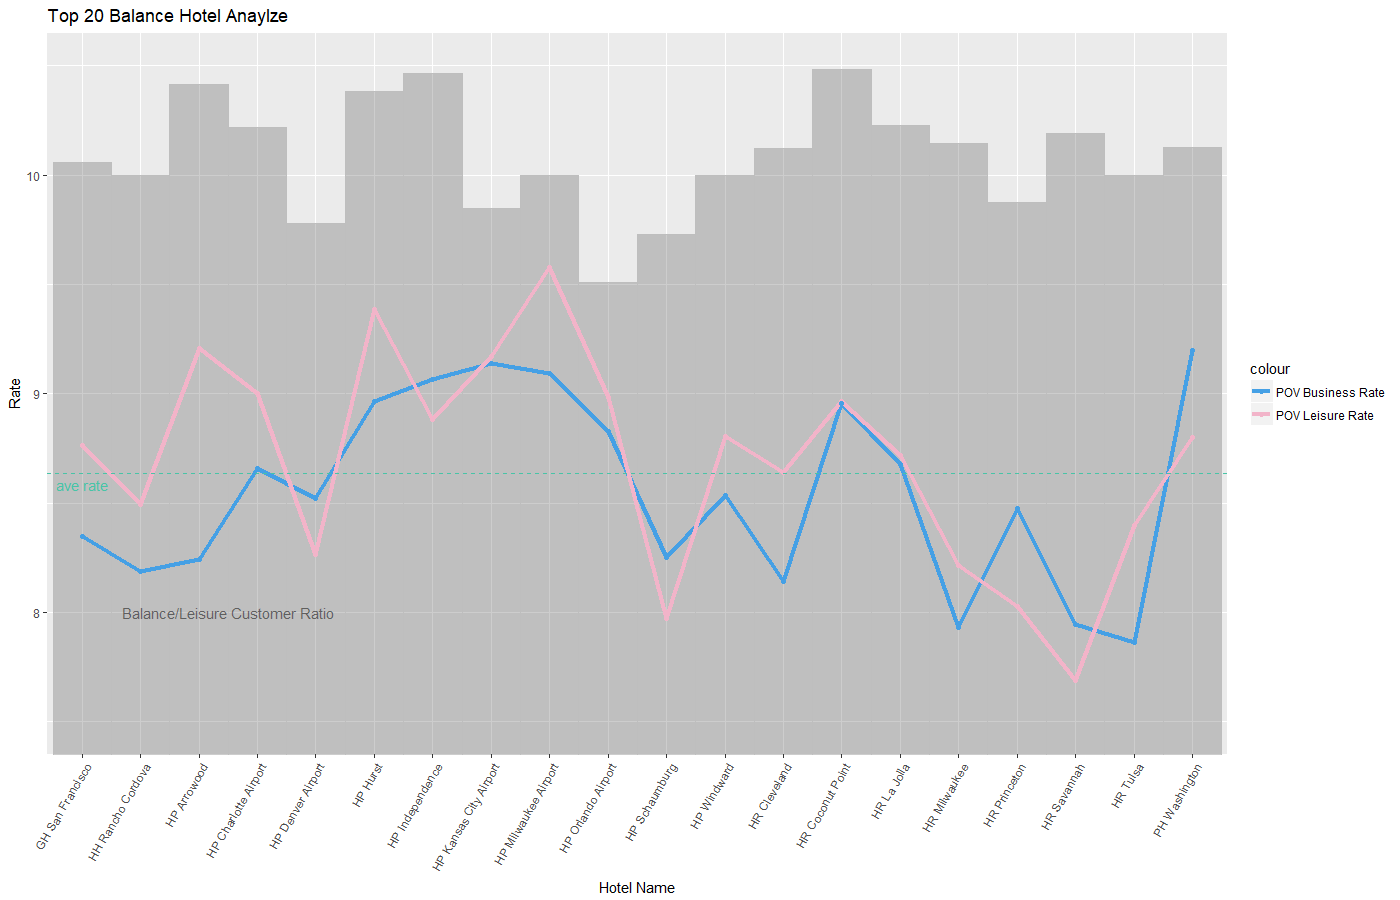 Top 20 Balance Hotel Anaylze
Rate
10
9
8
ave rate
Balance/Leisure Customer Ratio
GH San Francisco
HH Rancho Cordova
HP Arrowood
HP Charlotte Airport
HP Denver Airport
HP Hurst
HP Independence
HP Kansas City Airport
HP Milwaukee Airport
HP Orlando Airport
HP Schaumburg
HP Windward
HR Cleveland
HR Coconut Point
HR La Jolla
HR Milwaukee
HR Princeton
HR Savannah
HR Tulsa
PH Washington
Hotel Name
colour
POV Business Rate
POV Leisure Rate